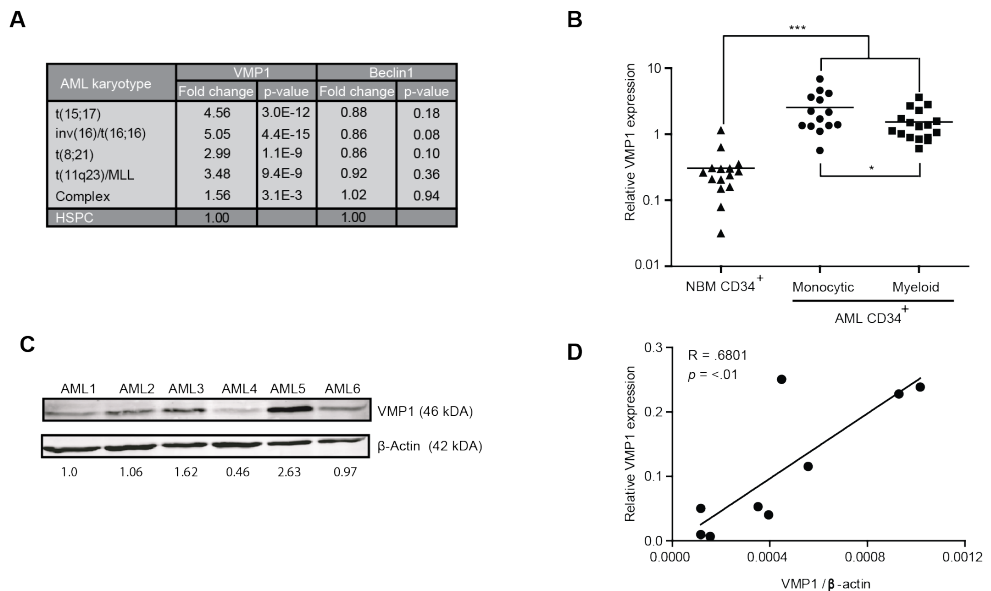 A
AML karyotype VMP1 Beclin1
Fold change p-value Fold change p-value
t(15;17) 4.56 3.0E-12 0.88 0.18
inv(16)/t(16;16) 5.05 4.4E-15 0.86 0.08
t(8;21) 2.99 1.1E-9 0.86 0.10
t(11q23)/MLL 3.48 9.4E-9 0.92 0.36
Complex 1.56 3.1E-3 1.02 0.94
HSPC 1.00 1.00
B
***
Relative VMP1 expression
10
1
0.1
0.01
*
NBM CD34+ Monocytic Myeloid
AML CD34+
C
AML1 AML2 AML3 AML4 AML5 AML6
VMP1 (46 kDA)
β-Actin (42 kDA)
1.0 1.06 1.62 0.46 2.63 0.97
D
R = .6801
p = <.01
Relative VMP1 expression
0.3
0.2
0.1
0.0
0.0000 0.0004 0.0008 0.0012
VMP1 / β -actin